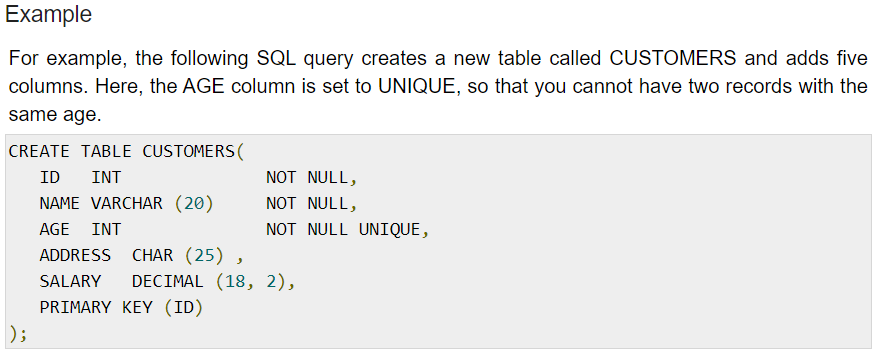 Example
For example, the following SQL query creates a new table called CUSTOMERS and adds five
columns. Here, the AGE column is set to UNIQUE, so that you cannot have two records with the
same age.
CREATE TABLE CUSTOMERS(
   ID   INT              NOT NULL,
   NAME VARCHAR (20)     NOT NULL,
   AGE  INT              NOT NULL UNIQUE,
   ADDRESS  CHAR (25) ,
   SALARY   DECIMAL (18, 2),
   PRIMARY KEY (ID)
);